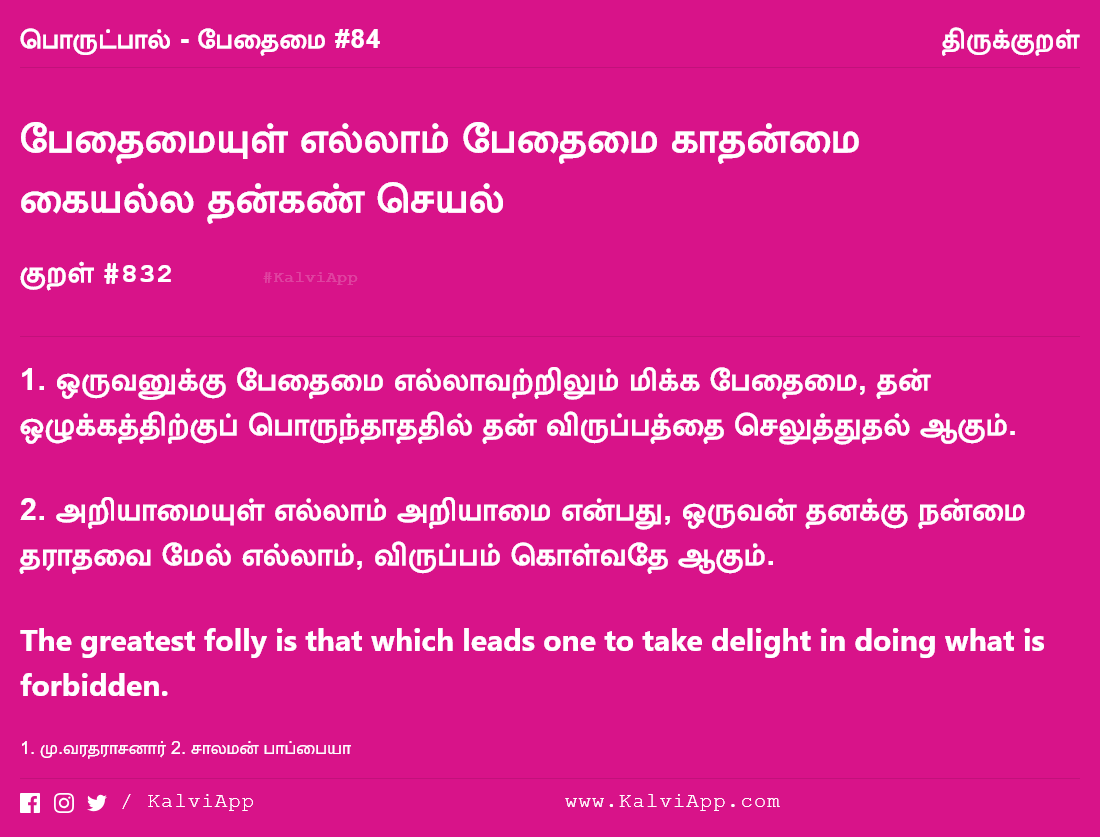 பொருட்பால் - பேதைமை #84
திருக்குறள்
பேதைமையுள் எல்லாம் பேதைமை காதன்மை
கையல்ல தன்கண் செயல்
குறள் #832
#KalviApp
1. ஒருவனுக்கு பேதைமை எல்லாவற்றிலும் மிக்க பேதைமை, தன்
ஒழுக்கத்திற்குப் பொருந்தாததில் தன் விருப்பத்தை செலுத்துதல் ஆகும்.
2. அறியாமையுள் எல்லாம் அறியாமை என்பது, ஒருவன் தனக்கு நன்மை
தராதவை மேல் எல்லாம், விருப்பம் கொள்வதே ஆகும்.
The greatest folly is that which leads one to take delight in doing what is
forbidden.
1. மு.வரதராசனார் 2. சாலமன் பாப்பையா
/ KalviApp
www.KalviApp.com